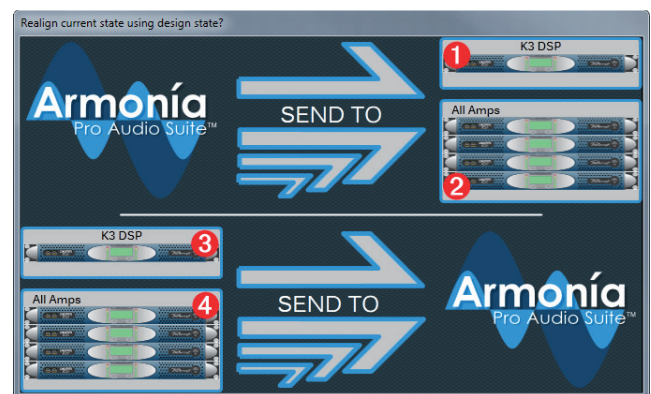 Realign current state using design state?
K3 DSP
1
Armonía
Pro Audio Suite™
SEND TO
All Amps
2
K3 DSP
3
All Amps
4
SEND TO
Armonía
Pro Audio Suite™